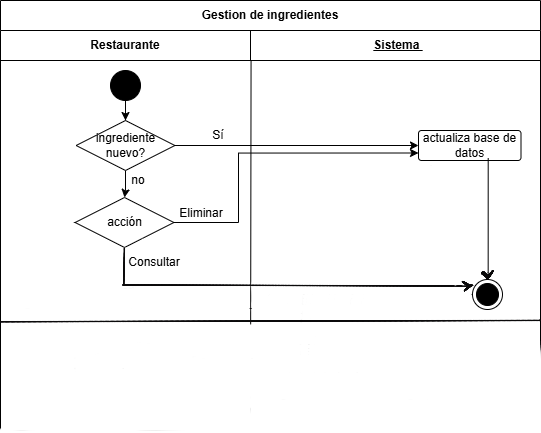 Gestion de ingredientes
Restaurante
Sistema
Ingrediente
nuevo?
Sí
actualiza base de
datos
no
acción
Eliminar
Consultar